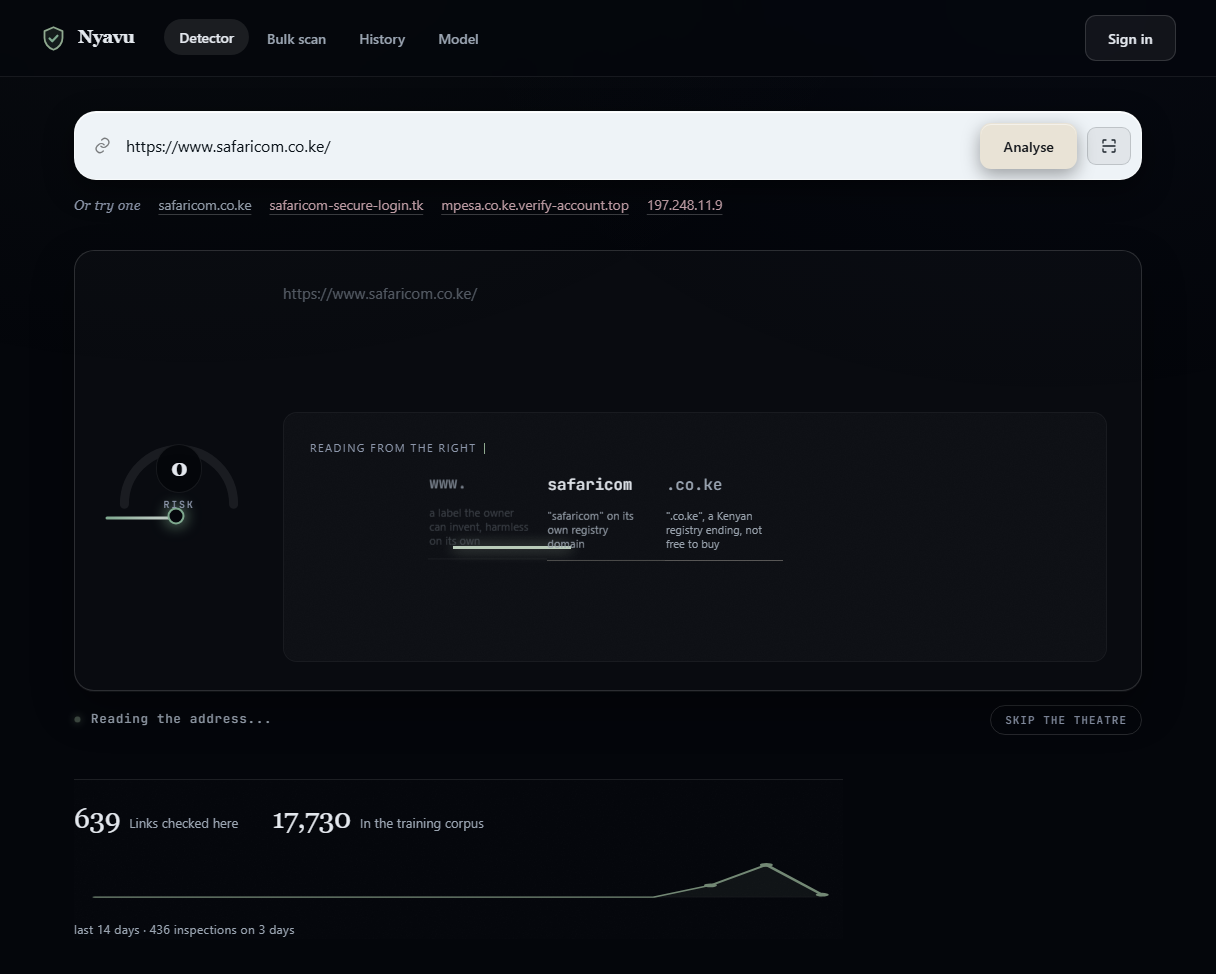 Nyavu
Detector
Bulk scan
History
Model
Sign in
https://www.safaricom.co.ke/
Analyse
Or try one
safaricom.co.ke
safaricom-secure-login.tk
mpesa.co.ke.verify-account.top
197.248.11.9
https://www.safaricom.co.ke/
0
RISK
READING FROM THE RIGHT
www.
safaricom
.co.ke
a label the owner
can invent, harmless
on its own
"safaricom" on its
own registry
domain
".co.ke", a Kenyan
registry ending, not
free to buy
Reading the address...
SKIP THE THEATRE
639 Links checked here
17,730 In the training corpus
last 14 days · 436 inspections on 3 days